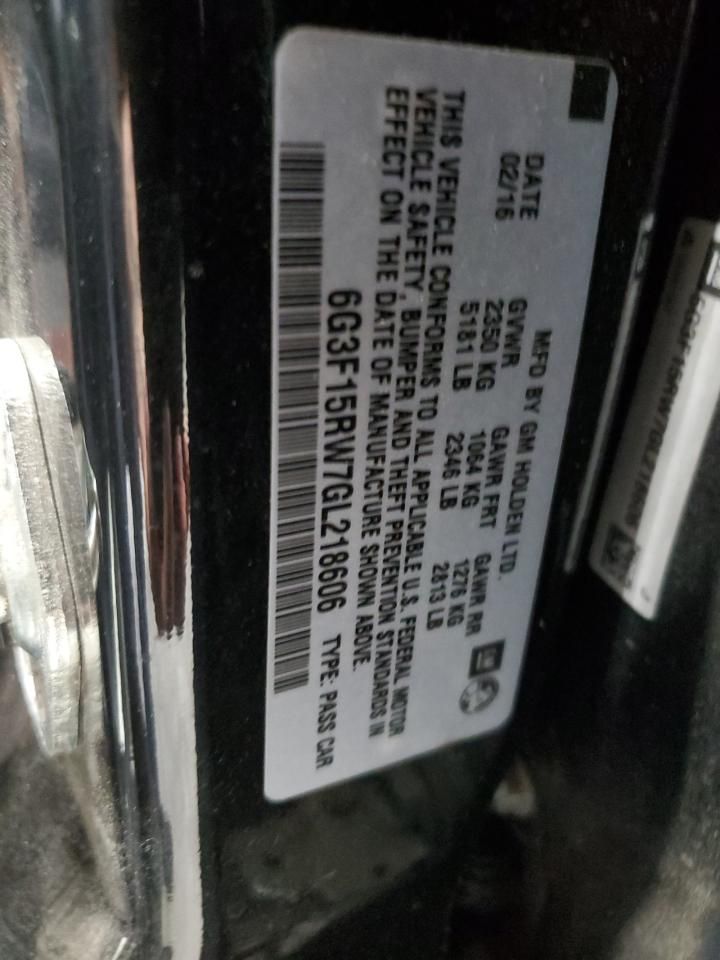 MFD BY GM HOLDEN LTD.
DATE GVWR GAWR FRT GAWR RR
02/16 2350 KG 1064 KG 1276 KG
5181 LB 2346 LB 2813 LB
THIS VEHICLE CONFORMS TO ALL APPLICABLE U.S. FEDERAL MOTOR
VEHICLE SAFETY, BUMPER AND THEFT PREVENTION STANDARDS IN
EFFECT ON THE DATE OF MANUFACTURE SHOWN ABOVE.
6G3F15RW7GL218606 TYPE: PASS CAR
GM
6G3F15RW7GL218606